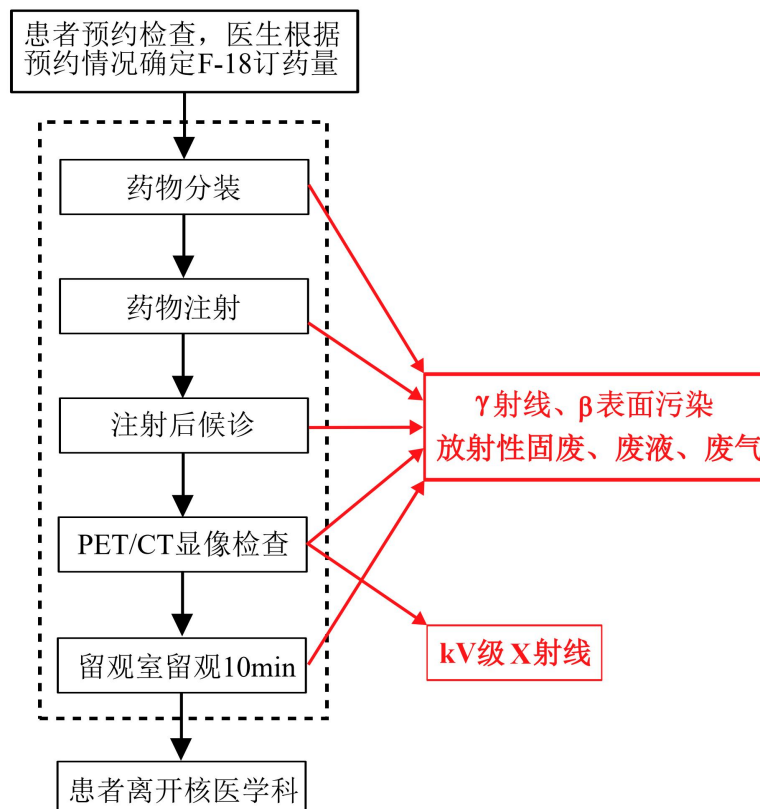 患者预约检查，医生根据
预约情况确定F-18订药量
药物分装
药物注射
γ射线、β表面污染
放射性固废、废液、废气
注射后候诊
PET/CT显像检查
kV级X射线
留观室留观10min
患者离开核医学科